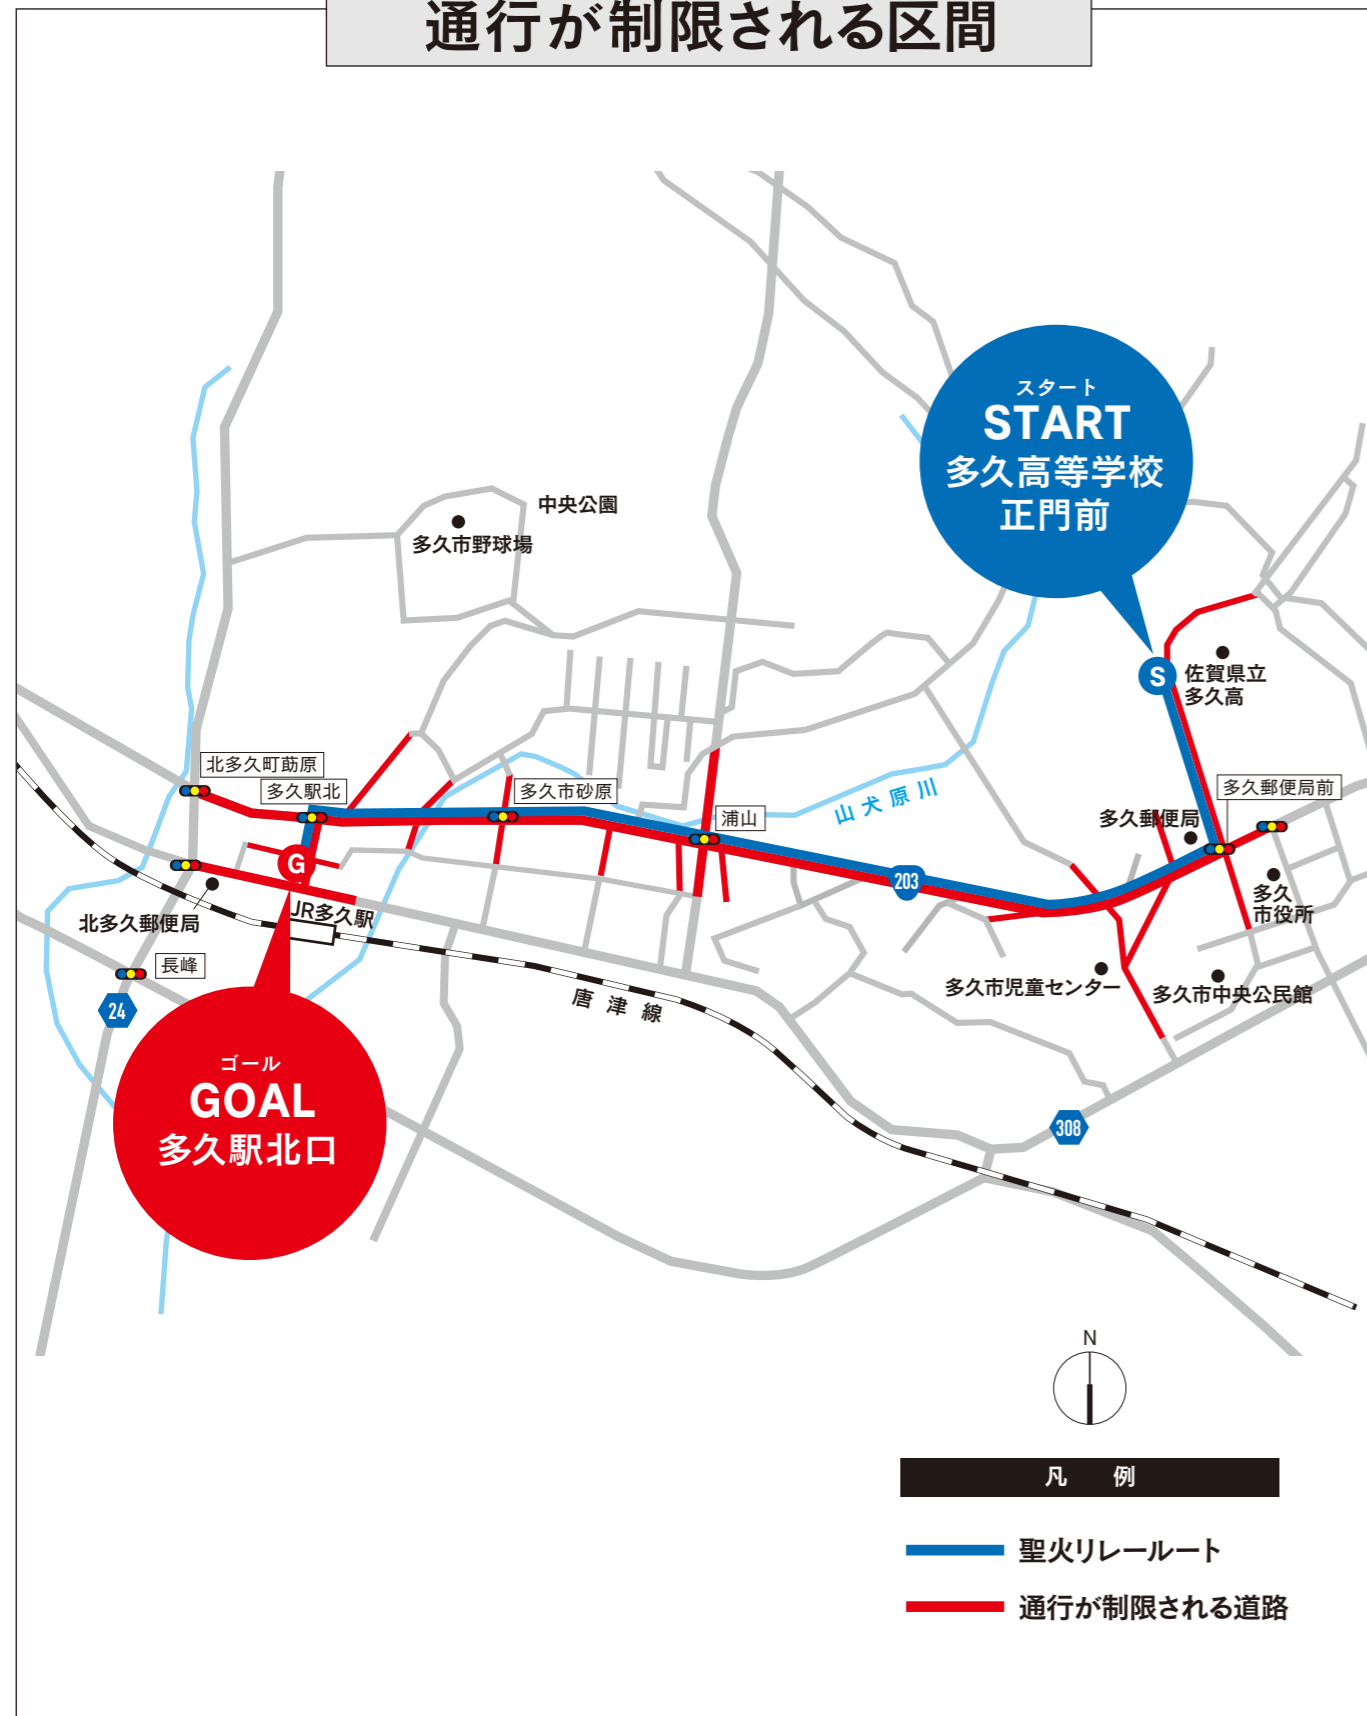 通行が制限される区間
スタート
START
多久高等学校
正門前
中央公園
多久市野球場
佐賀県立
多久高
北多久町莇原
多久駅北
多久市砂原
浦山
山犬原川
多久郵便局前
多久郵便局
G
S
203
多久
市役所
JR多久駅
北多久郵便局
長峰
24
唐津線
多久市児童センター
多久市中央公民館
ゴール
GOAL
多久駅北口
308
N
凡 例
聖火リレールート
通行が制限される道路